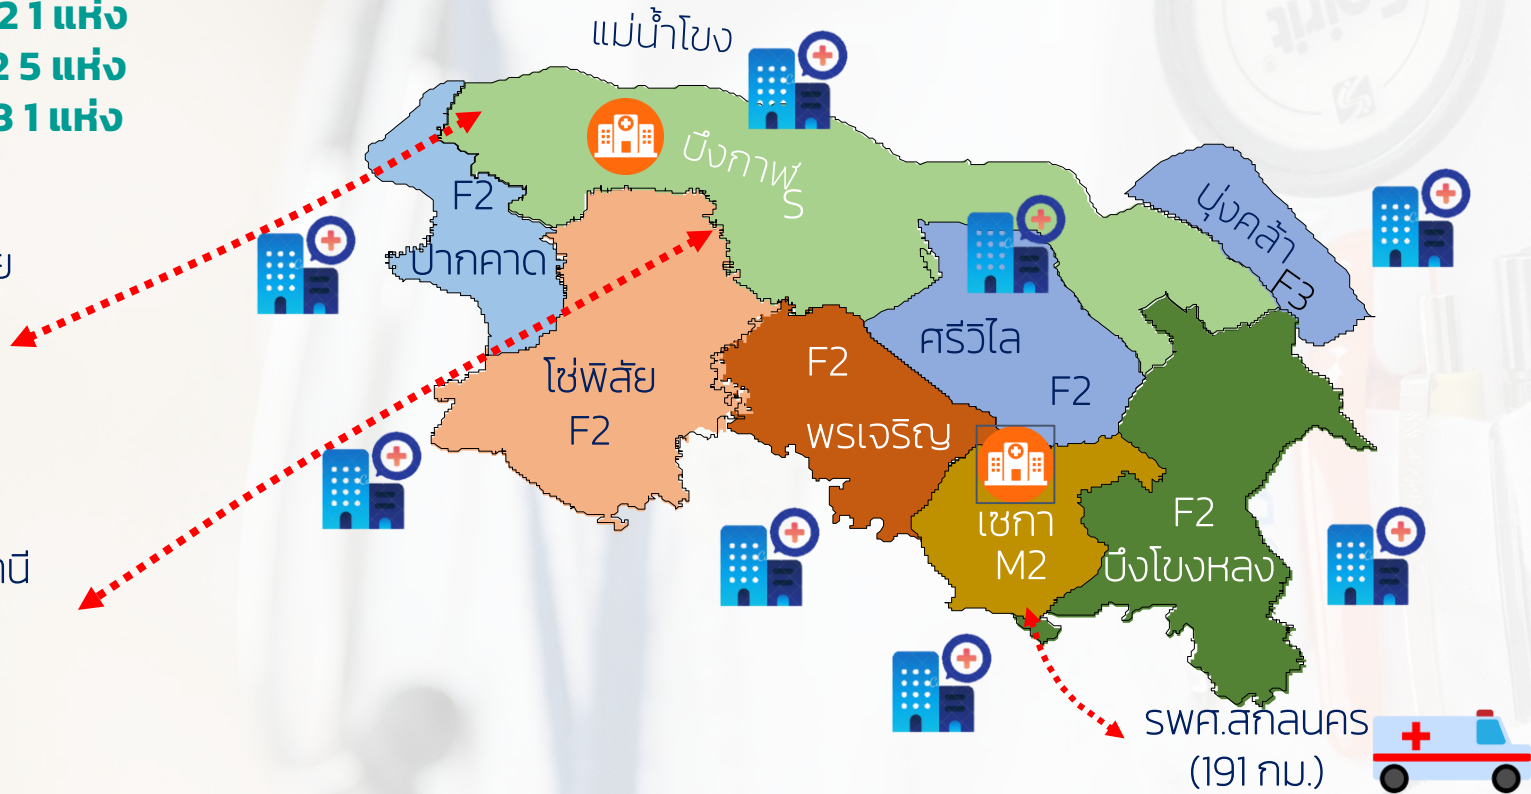 2 1 แห่ง
2 5 แห่ง
3 1 แห่ง
แม่น้ำโขง
บึงกาฬ
S
F2
ปากคาด
บุ่งคล้า
F3
ศรีวิไล
F2
โซ่พิสัย
F2
F2
พรเจริญ
เซกา
M2
F2
บึงโขงหลง
รพศ.สกลนคร
(191 กม.)